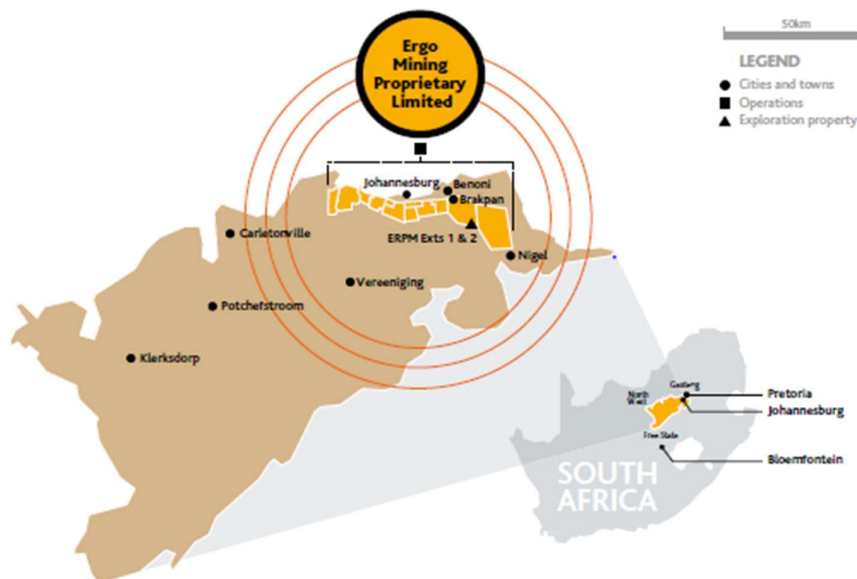 Ergo
Mining
Proprietary
Limited
50km
LEGEND
Cities and towns
Operations
Exploration property
Johannesburg
Benoni
Brakpan
ERPM Exts 1 & 2
Carletonville
Nigel
Vereeniging
Potchefstroom
Klerksdorp
Gauteng
North
West
Free State
Pretoria
Johannesburg
Bloemfontein
SOUTH
AFRICA